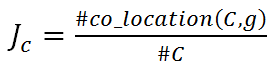 J_c = #co_location(C,g) / #C